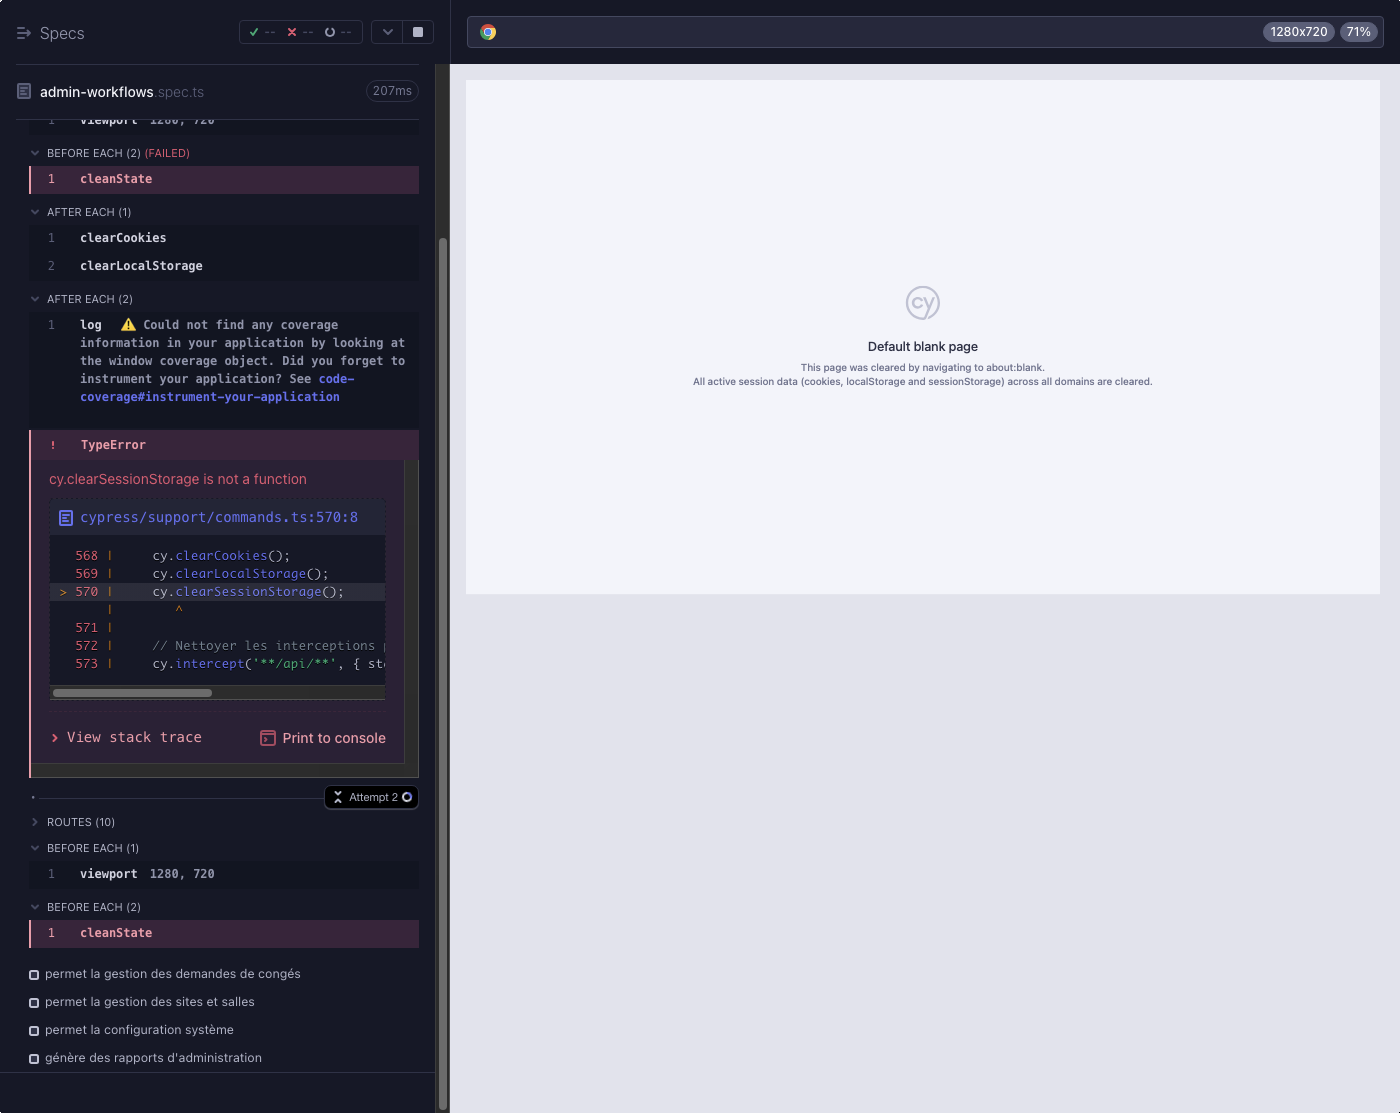 Specs
-- -- --
1280x720 71%
admin-workflows.spec.ts 207ms
1 viewport 1280, 720
BEFORE EACH (2) (FAILED)
1 cleanState
AFTER EACH (1)
1 clearCookies
2 clearLocalStorage
AFTER EACH (2)
1 log ⚠️ Could not find any coverage
information in your application by looking at
the window coverage object. Did you forget to
instrument your application? See code-
coverage#instrument-your-application
! TypeError
cy.clearSessionStorage is not a function
cypress/support/commands.ts:570:8
568 | cy.clearCookies();
569 | cy.clearLocalStorage();
> 570 | cy.clearSessionStorage();
| ^
571 |
572 | // Nettoyer les interceptions
573 | cy.intercept('**/api/**', {
View stack trace Print to console
Attempt 2
ROUTES (10)
BEFORE EACH (1)
1 viewport 1280, 720
BEFORE EACH (2)
1 cleanState
permet la gestion des demandes de congés
permet la gestion des sites et salles
permet la configuration système
génère des rapports d'administration
cy
Default blank page
This page was cleared by navigating to about:blank.
All active session data (cookies, localStorage and sessionStorage) across all domains are cleared.